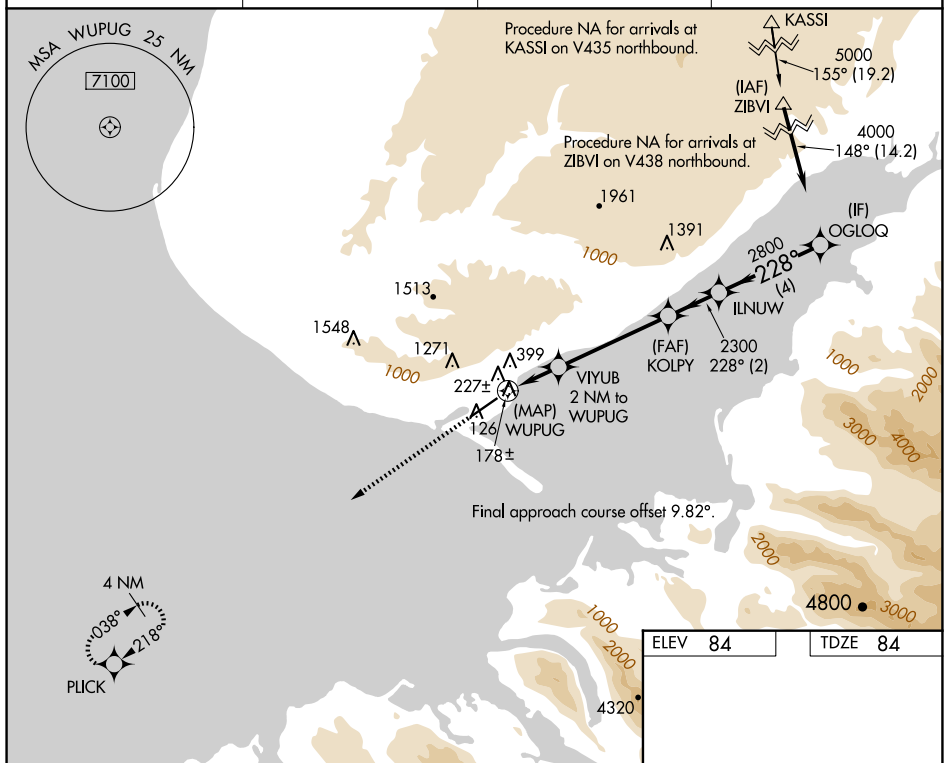 MSA WUPUG 25 NM
7100
Procedure NA for arrivals at
KASSI on V435 northbound.
KASSI
5000
155° (19.2)
(IAF)
ZIBVI
4000
148° (14.2)
Procedure NA for arrivals at
ZIBVI on V438 northbound.
1961
1391
1000
(IF)
OGLOQ
2800
228°
(4)
ILNUW
2300
228° (2)
(FAF)
KOLPY
1513
1548
1271
1000
399
227±
VIYUB
2 NM to
WUPUG
(MAP)
WUPUG
126
178±
1000
2000
3000
4000
Final approach course offset 9.82°.
2000
4800
3000
4 NM
038°
218°
PLICK
1000
2000
4320
ELEV 84
TDZE 84